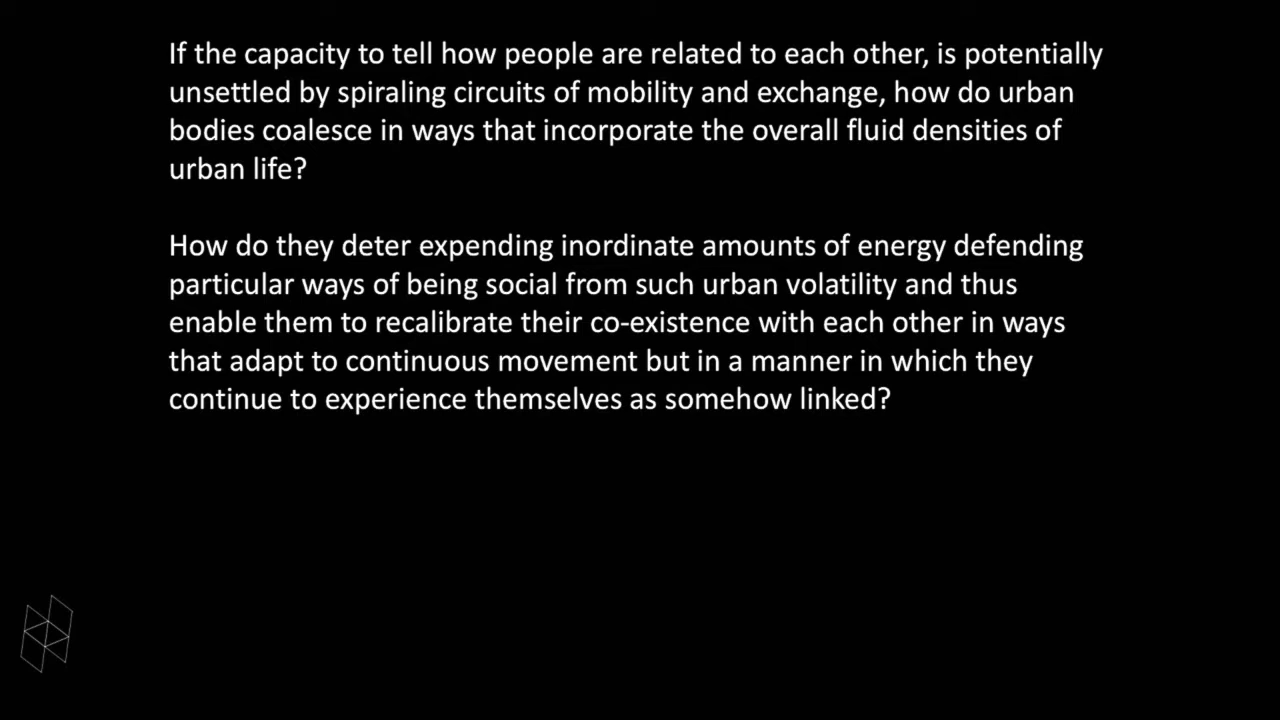 If the capacity to tell how people are related to each other, is potentially
unsettled by spiraling circuits of mobility and exchange, how do urban
bodies coalesce in ways that incorporate the overall fluid densities of
urban life?
How do they deter expending inordinate amounts of energy defending
particular ways of being social from such urban volatility and thus
enable them to recalibrate their co-existence with each other in ways
that adapt to continuous movement but in a manner in which they
continue to experience themselves as somehow linked?